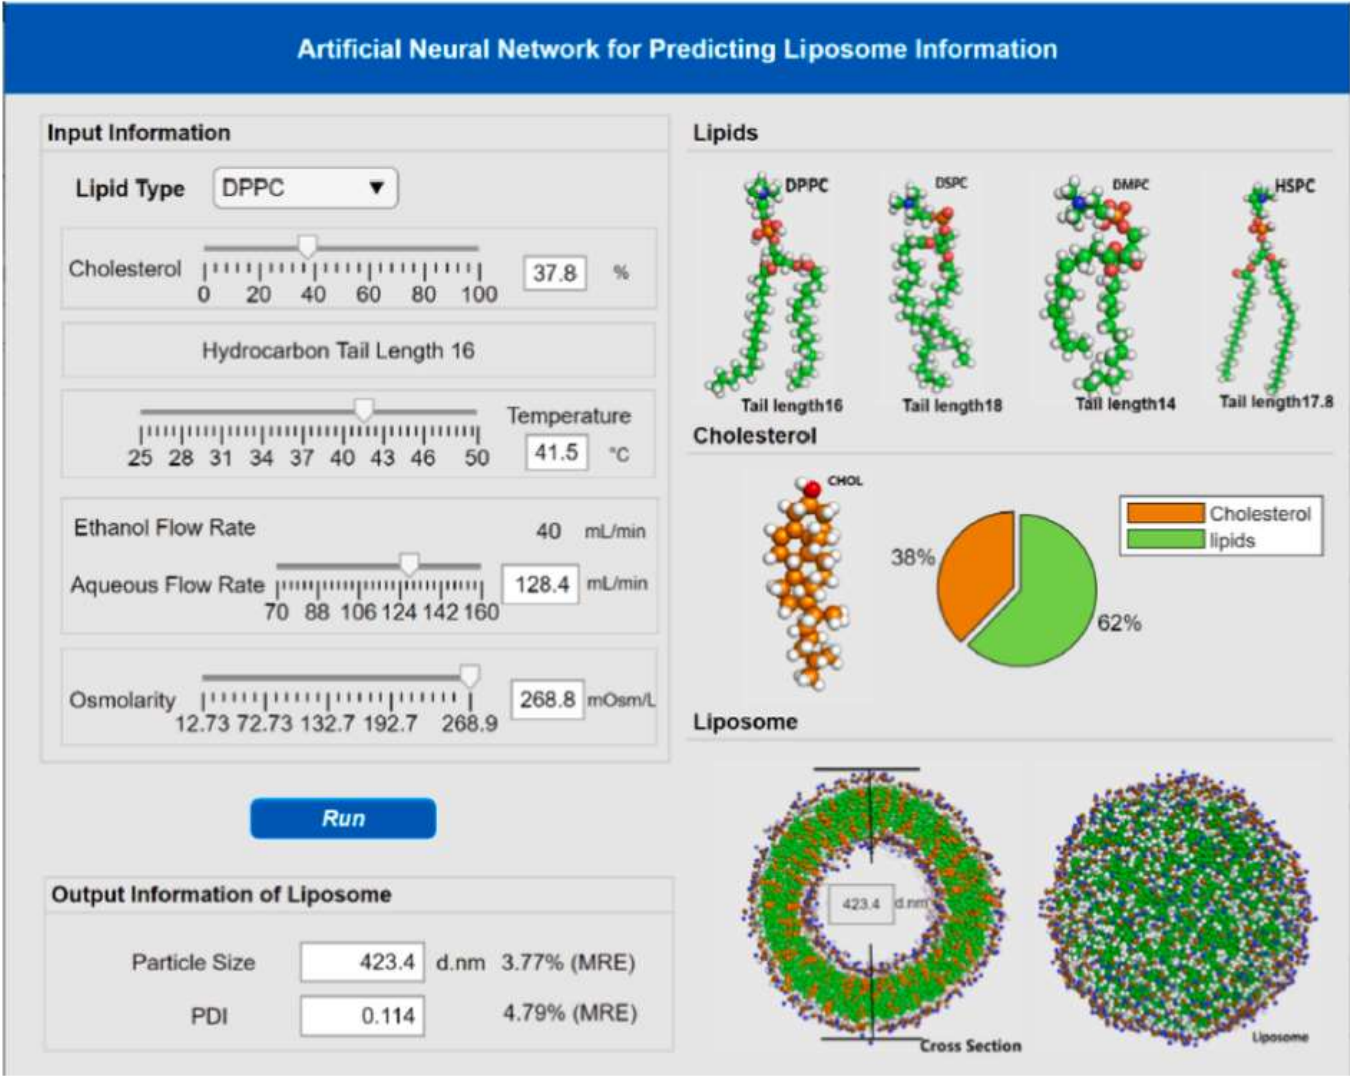 Artificial Neural Network for Predicting Liposome Information
Input Information
Lipid Type DPPC
Cholesterol 37.8 %
0 20 40 60 80 100
Hydrocarbon Tail Length 16
Temperature
25 28 31 34 37 40 43 46 50
41.5 °C
Ethanol Flow Rate 40 mL/min
Aqueous Flow Rate 128.4 mL/min
70 88 106 124 142 160
Osmolarity 268.8 mOsm/L
12.73 72.73 132.7 192.7 268.9
Run
Output Information of Liposome
Particle Size 423.4 d.nm 3.77% (MRE)
PDI 0.114 4.79% (MRE)
Lipids
DPPC DSPC DMPC HSPC
Tail length16 Tail length18 Tail length14 Tail length17.8
Cholesterol
CHOL
Cholesterol
lipids
38%
62%
Liposome
423.4 d.nm
Cross Section
Liposome